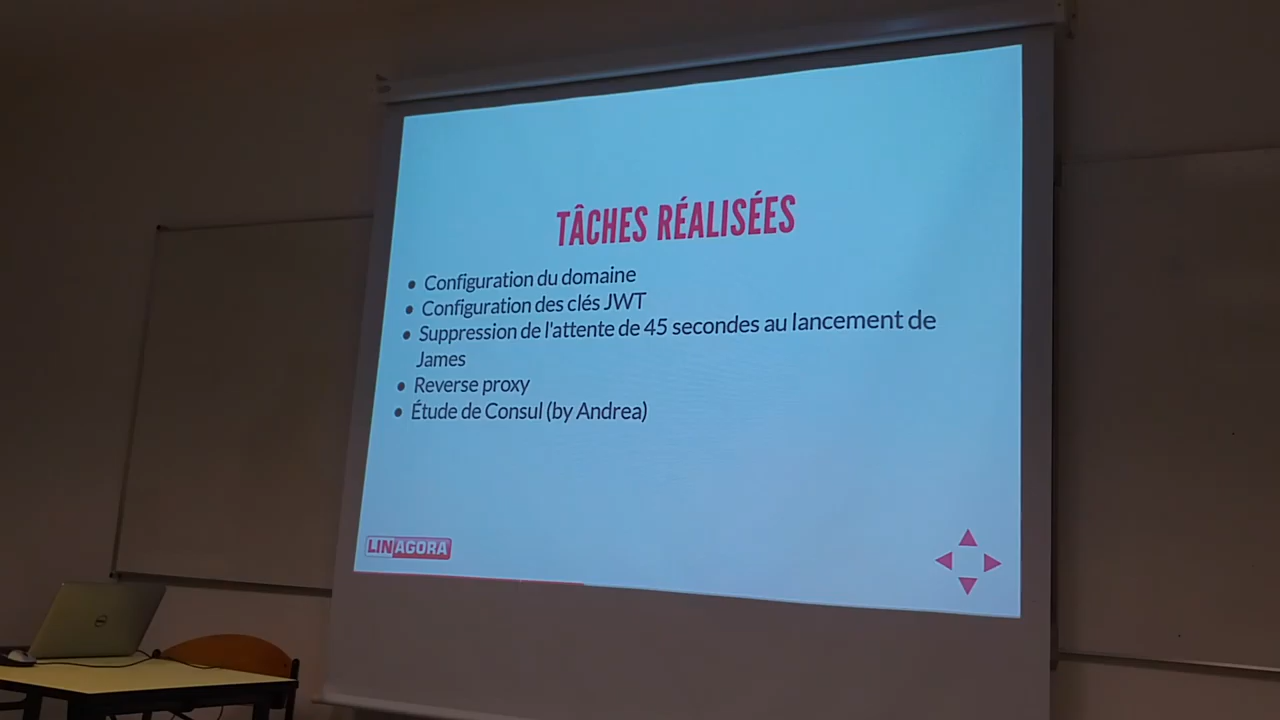 TÂCHES RÉALISÉES
Configuration du domaine
Configuration des clés JWT
Suppression de l'attente de 45 secondes au lancement de
James
Reverse proxy
Étude de Consul (by Andrea)
LINAGORA
DELL